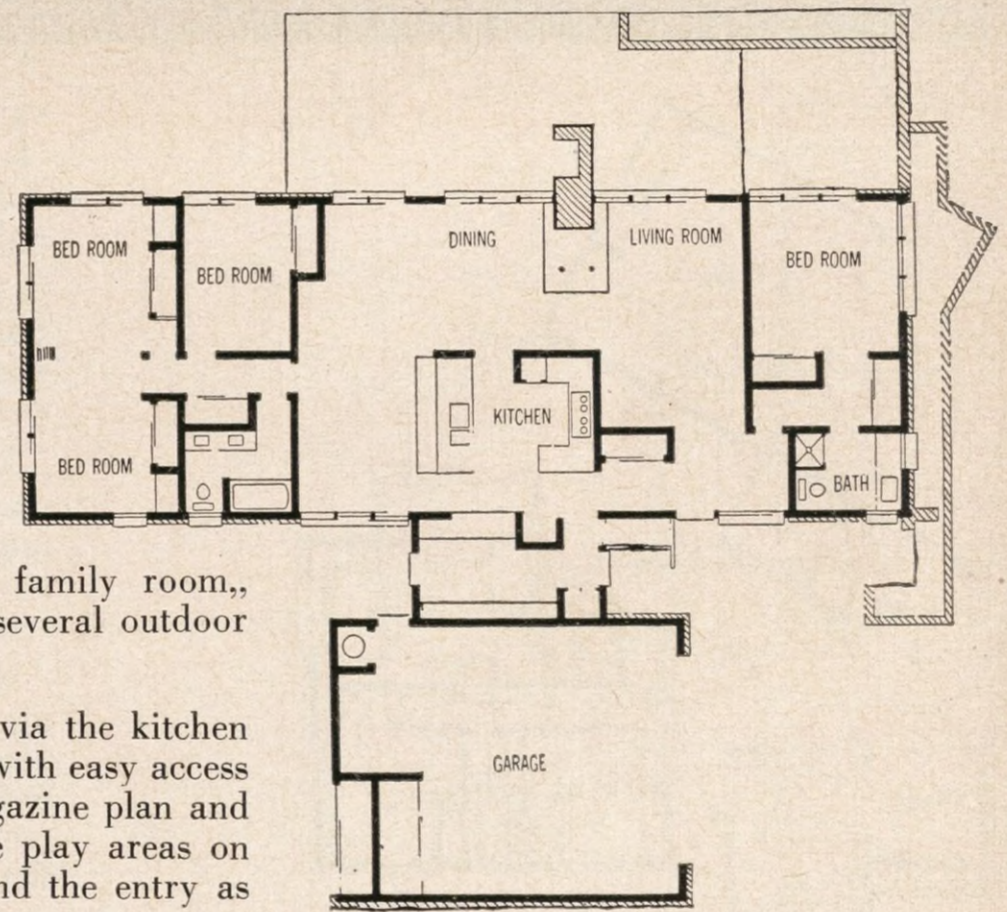 BED ROOM
BED ROOM
DINING
LIVING ROOM
BED ROOM
KITCHEN
BED ROOM
BATH
GARAGE
family room,,
several outdoor
via the kitchen
with easy access
gazine plan and
e play areas on
nd the entry as